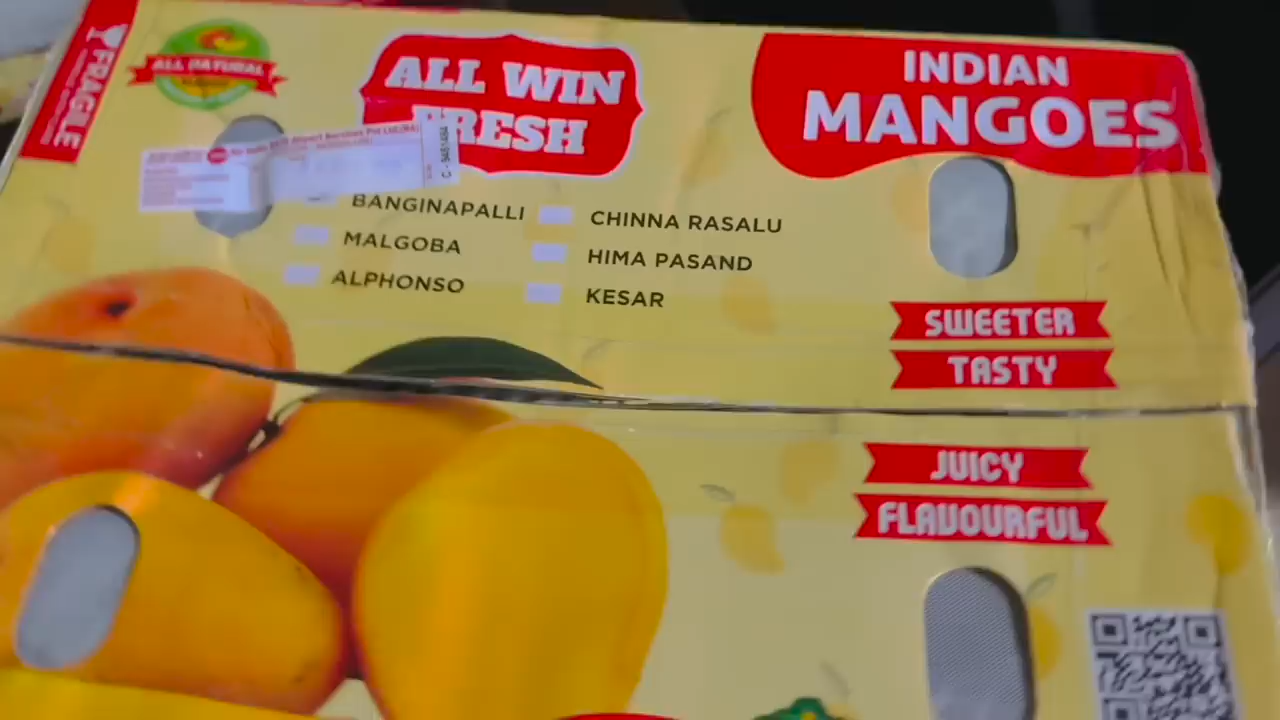 FRAGILE
ALL NATURAL
ALL WIN
FRESH
INDIAN
MANGOES
C - 9481484
BANGINAPALLI
CHINNA RASALU
MALGOBA
HIMA PASAND
ALPHONSO
KESAR
SWEETER
TASTY
JUICY
FLAVOURFUL